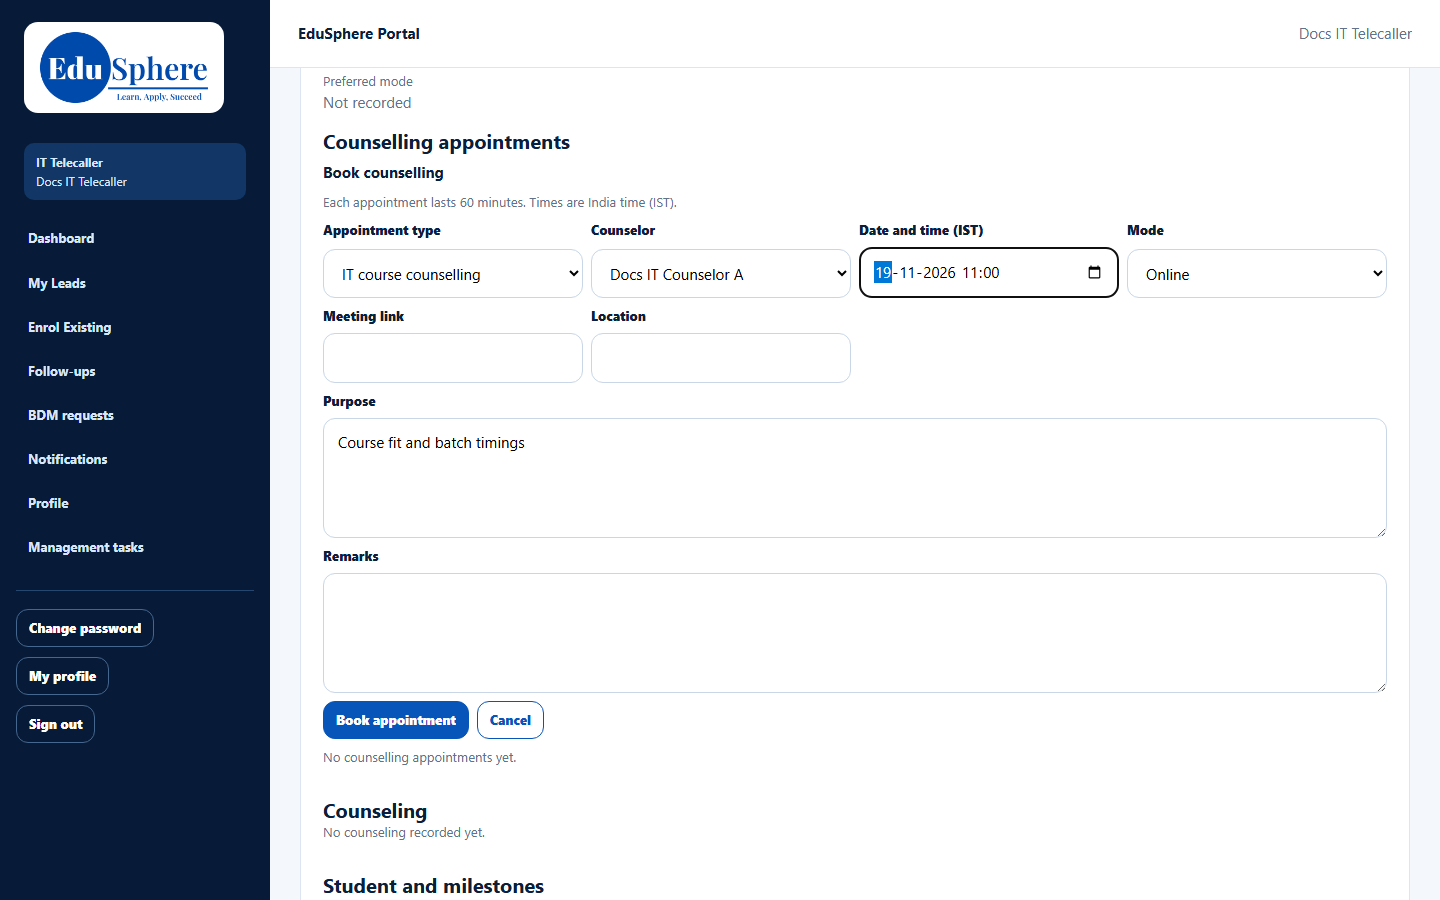 EduSphere
Learn. Apply, Succeed
IT Telecaller
Docs IT Telecaller
Dashboard
My Leads
Enrol Existing
Follow-ups
BDM requests
Notifications
Profile
Management tasks
Change password
My profile
Sign out
EduSphere Portal
Docs IT Telecaller
Preferred mode
Not recorded
Counselling appointments
Book counselling
Each appointment lasts 60 minutes. Times are India time (IST).
Appointment type
Counselor
Date and time (IST)
Mode
IT course counselling
Docs IT Counselor A
19-11-2026 11:00
Online
Meeting link
Location
Purpose
Course fit and batch timings
Remarks
Book appointment
Cancel
No counselling appointments yet.
Counseling
No counseling recorded yet.
Student and milestones